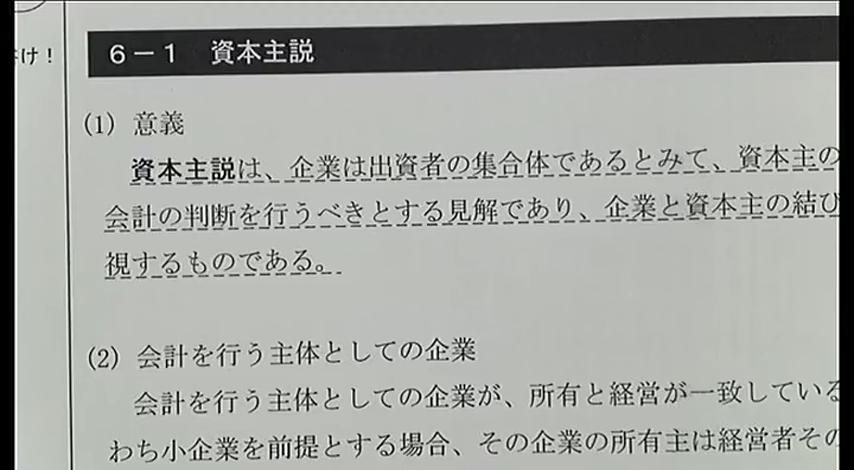 け！
6－1 資本主説
(1) 意義
資本主説は、企業は出資者の集合体であるとみて、資本主の
会計の判断を行うべきとする見解であり、企業と資本主の結び
視するものである。
(2) 会計を行う主体としての企業
会計を行う主体としての企業が、所有と経営が一致している
わち小企業を前提とする場合、その企業の所有主は経営者その